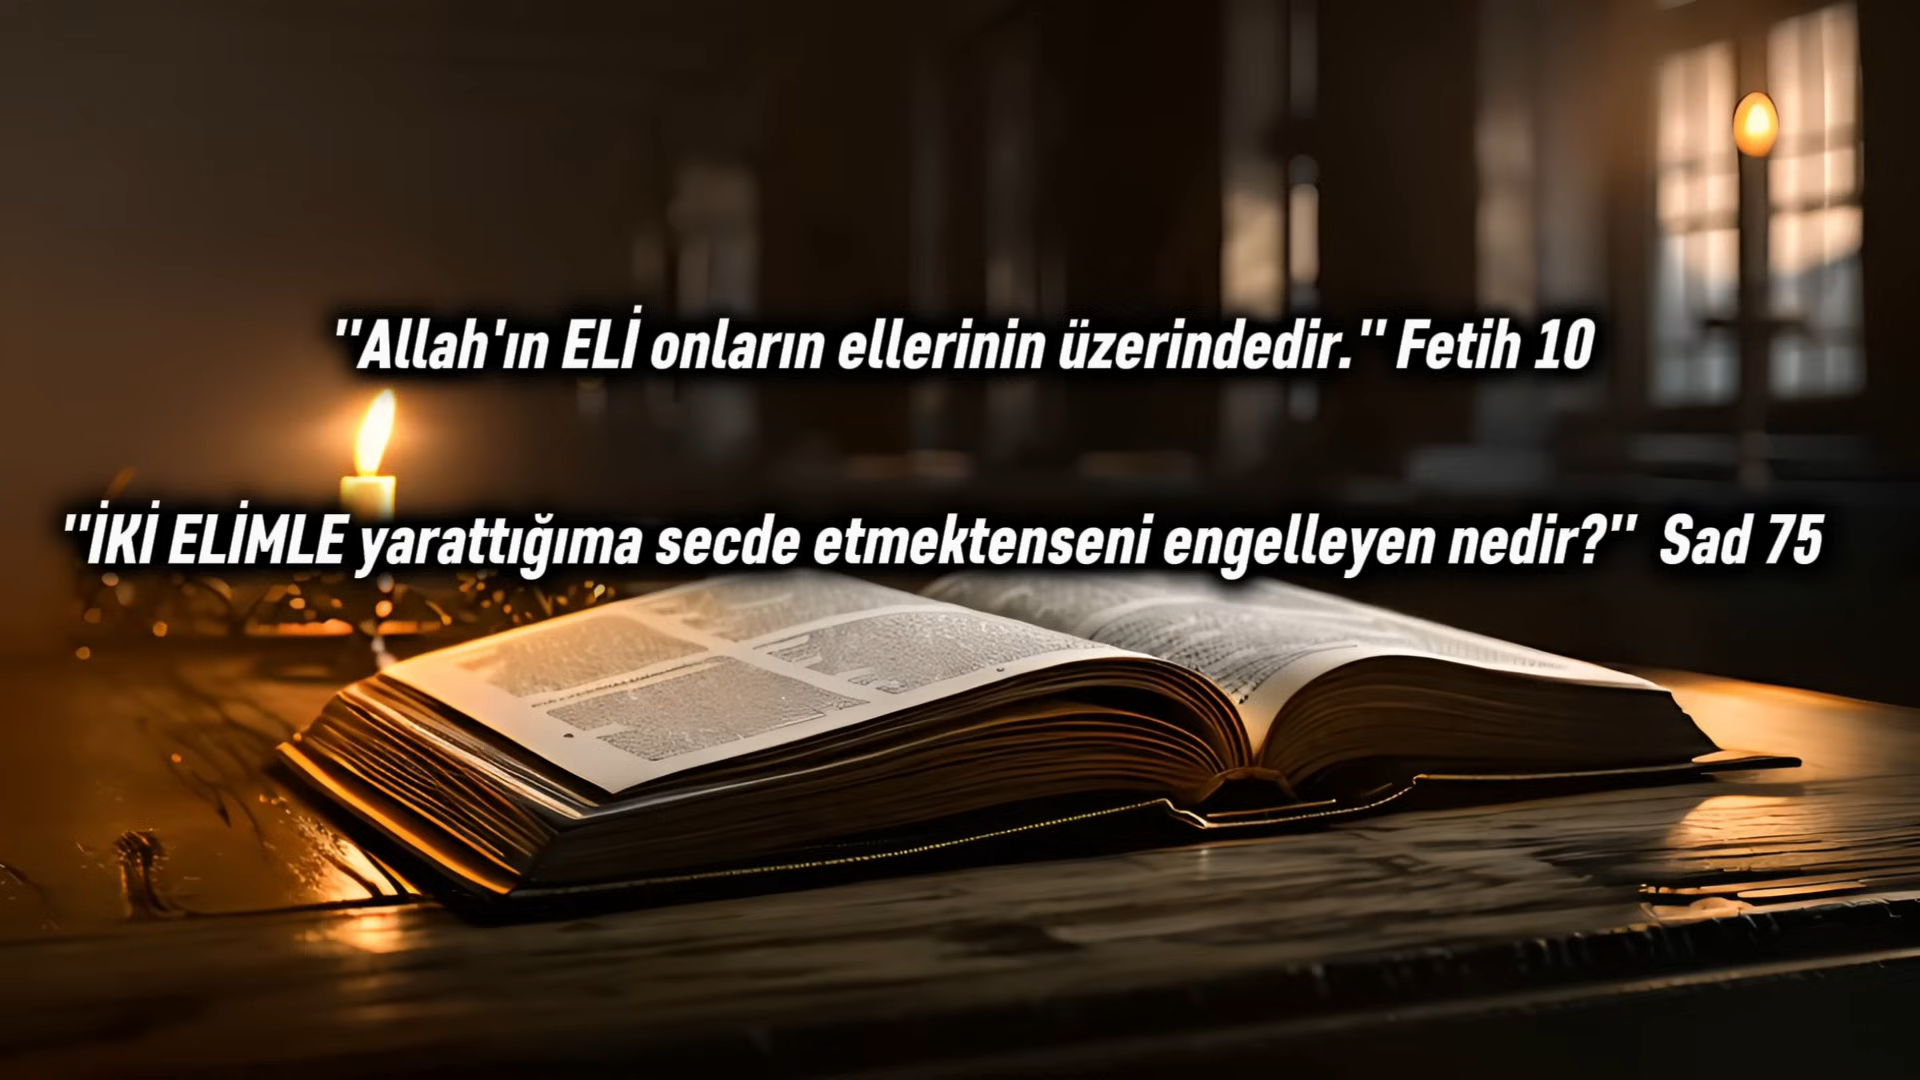 "Allah'ın ELİ onların ellerinin üzerindedir." Fetih 10
"İKİ ELİMLE yarattığıma secde etmektenseni engelleyen nedir?" Sad 75